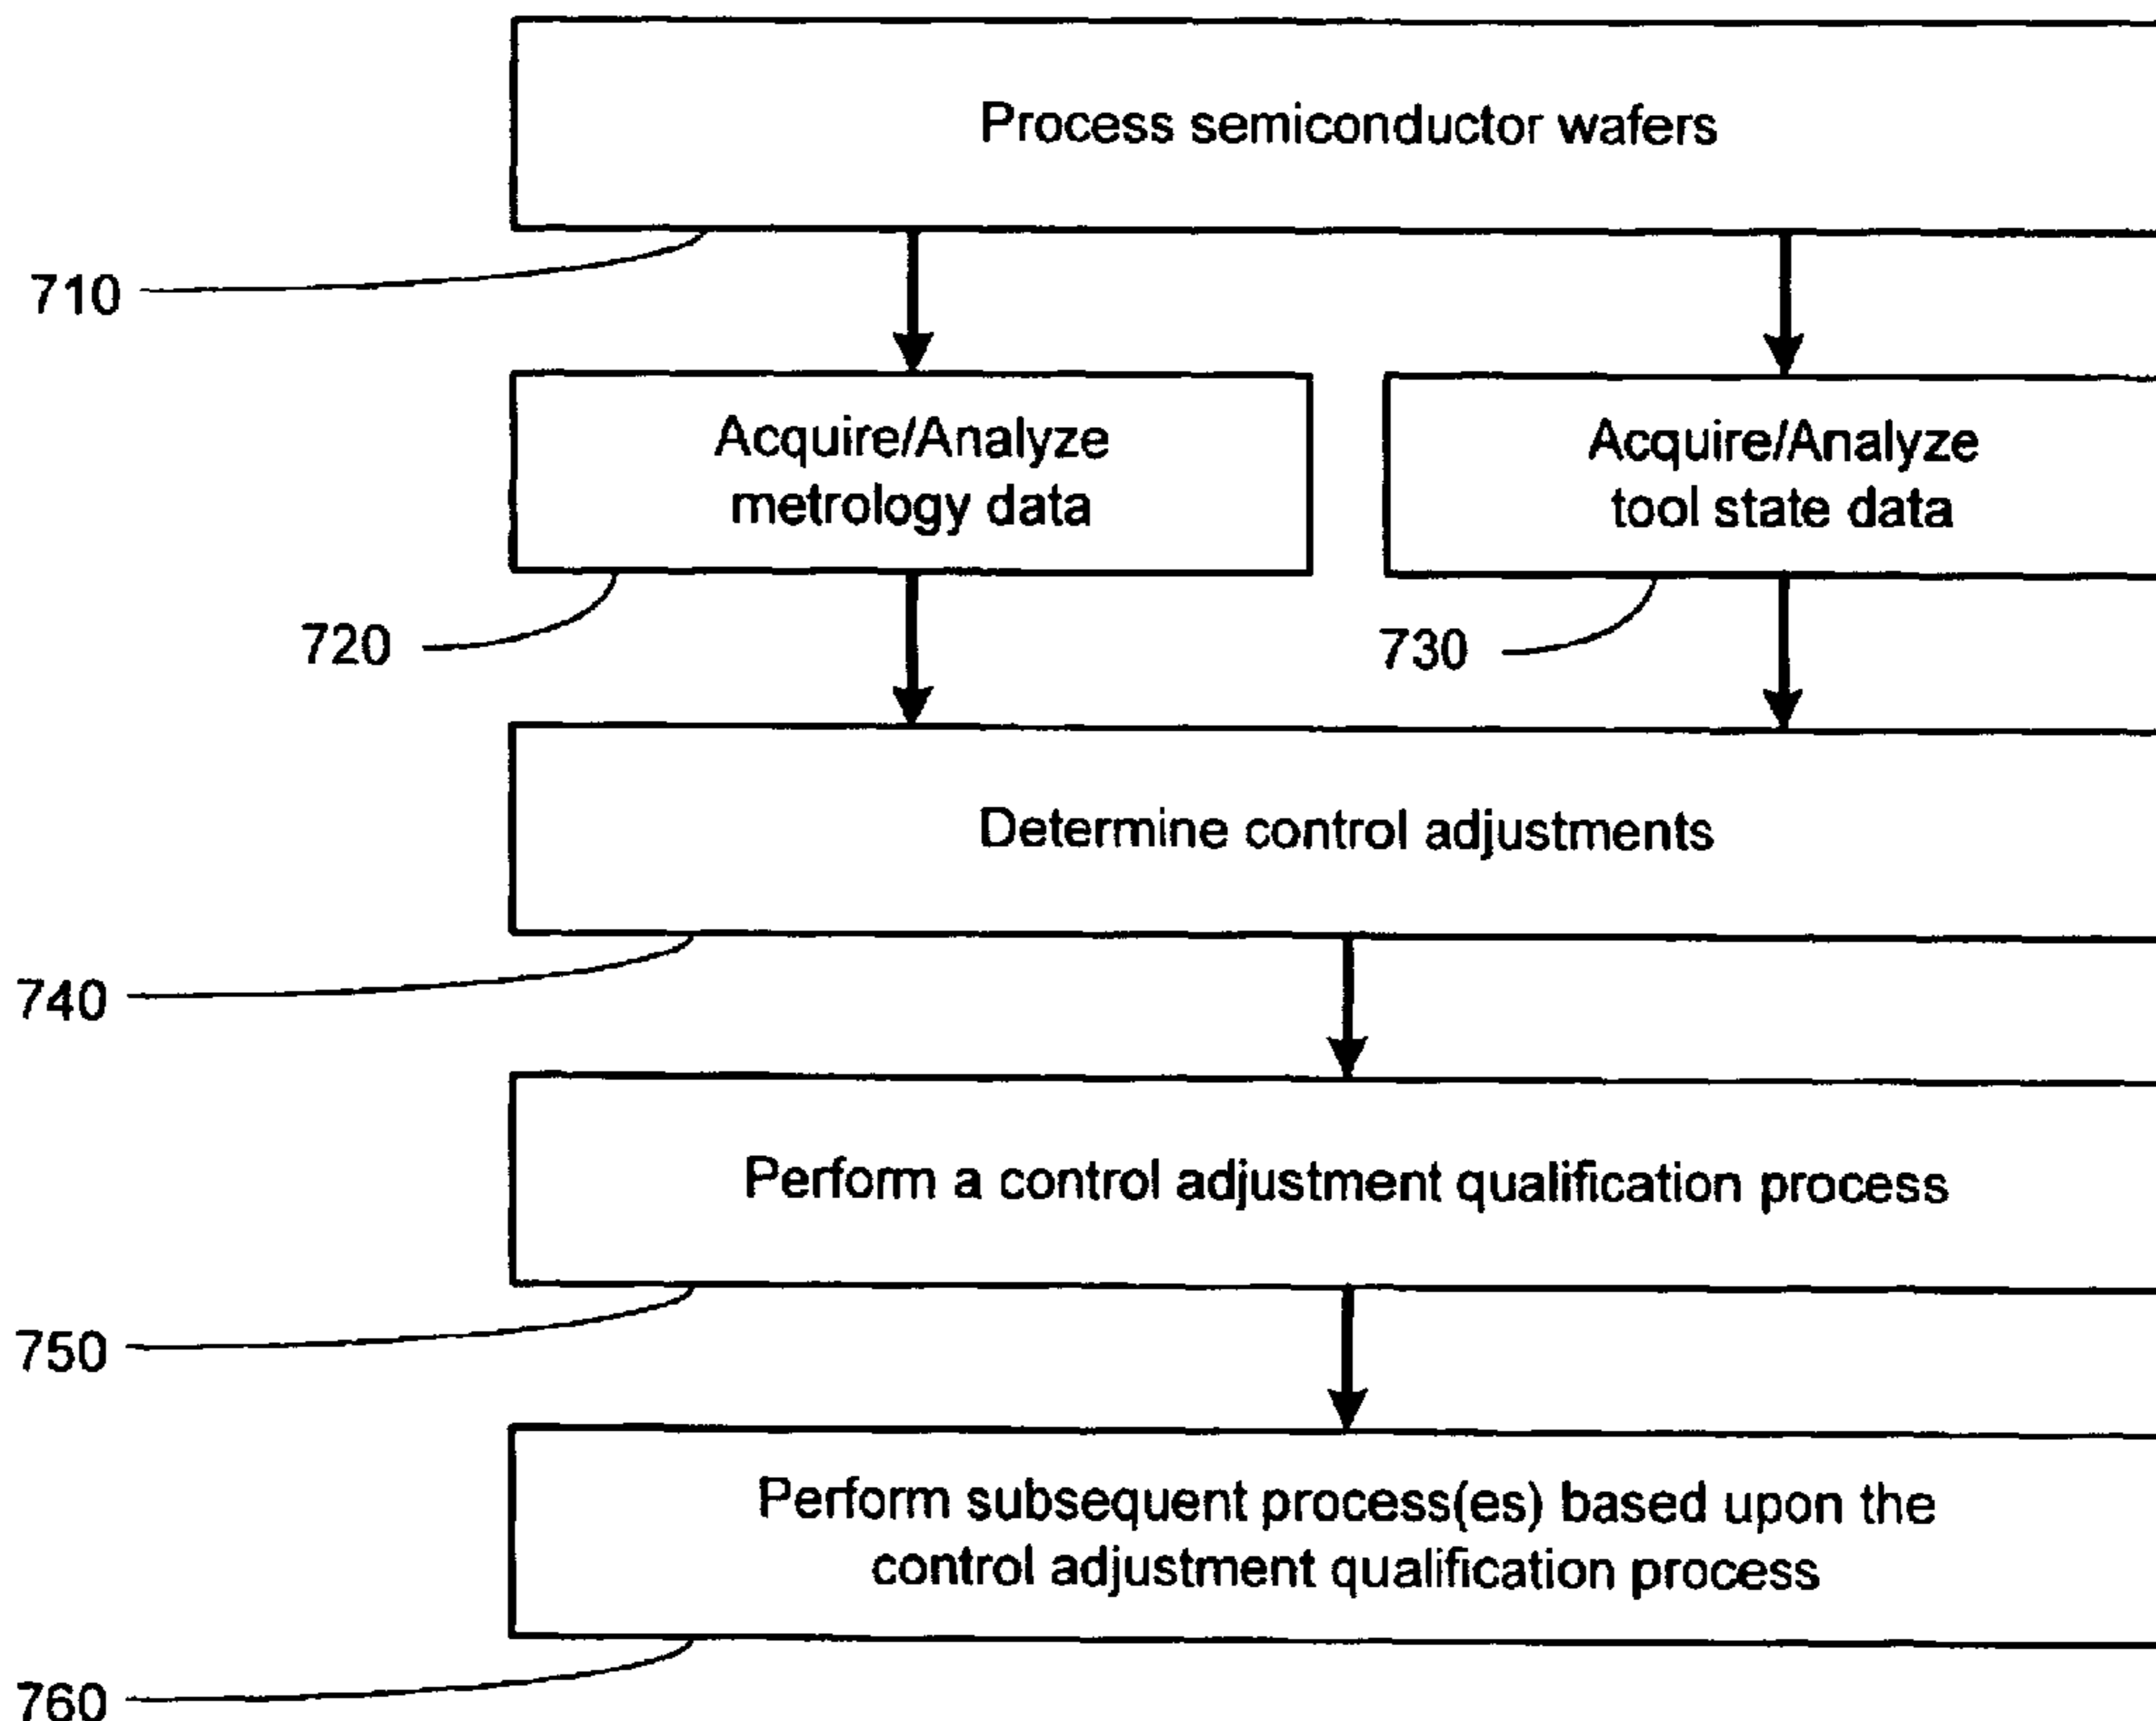 Process semiconductor wafers
710
Acquire/Analyze
metrology data
Acquire/Analyze
tool state data
720
730
Determine control adjustments
740
Perform a control adjustment qualification process
750
Perform subsequent process(es) based upon the
control adjustment qualification process
760